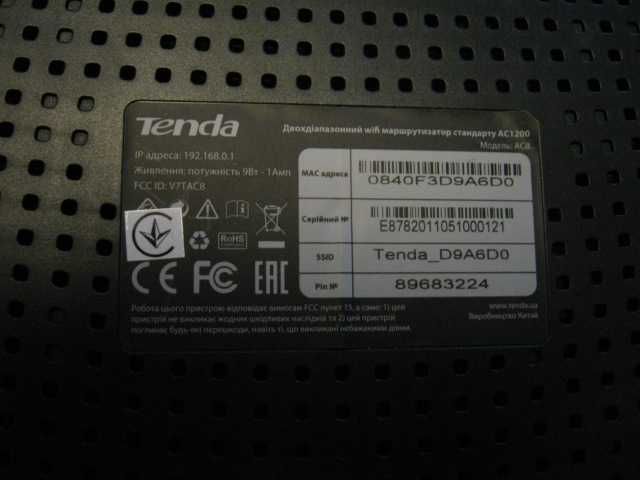 Tenda
Двохдіапазонний wifi маршрутизатор стандарту AC1200
Модель: AC8
IP адреса: 192.168.0.1
Живлення: потужність 9Вт - 1Амп
FCC ID: V7TAC8
MAC адреса
0840F3D9A6D0
Серійний №
E8782011051000121
SSID
Tenda_D9A6D0
Pin №
89683224
RoHS
CE FC EAC
Робота цього пристрою відповідає вимогам FCC пункт 15, а саме: 1) цей
пристрій не викликає жодних шкідливих наслідків та 2) цей пристрій
поглинає будь-які перешкоди, навіть ті, що викликані небажаними діями.
www.tenda.ua
Виробництво Китай